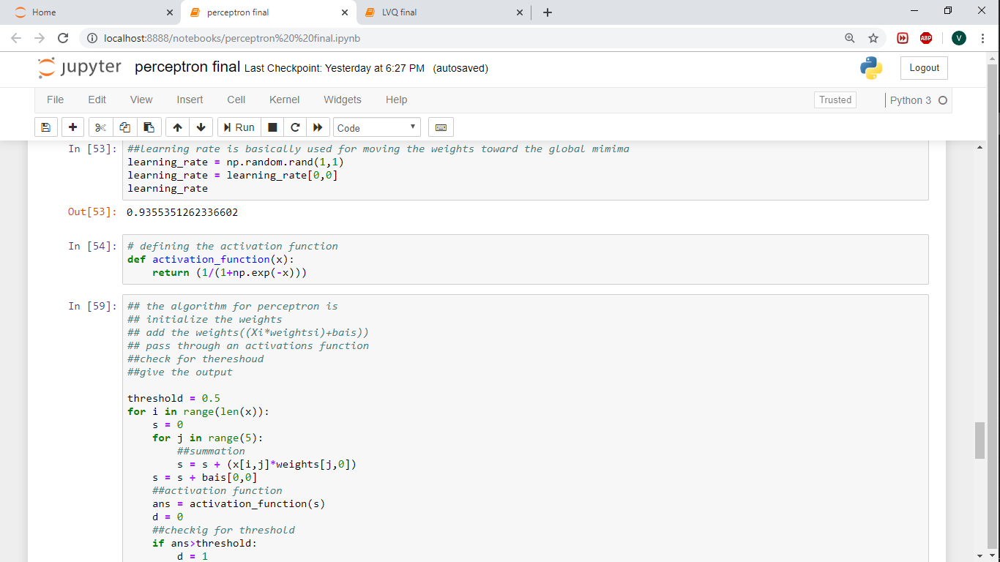 Home
perceptron final
LVQ final
localhost:8888/notebooks/perceptron%20%20final.ipynb
ABP
V
jupyter perceptron final Last Checkpoint: Yesterday at 6:27 PM (autosaved)
Logout
File Edit View Insert Cell Kernel Widgets Help
Trusted
Python 3
Run
Code
In [53]: ##learning rate is basically used for moving the weights toward the global mimima
learning_rate = np.random.rand(1,1)
learning_rate = learning_rate[0,0]
learning_rate
Out[53]: 0.9355351262336602
In [54]: # defining the activation function
def activation_function(x):
    return (1/(1+np.exp(-x)))
In [59]: ## the algorithm for perceptron is
## initialize the weights
## add the weights((Xi*weightsi)+bais))
## pass through an activations function
##check for thereshoud
##give the output
threshold = 0.5
for i in range(len(x)):
    s = 0
    for j in range(5):
        ##summation
        s = s + (x[i,j]*weights[j,0])
    s = s + bais[0,0]
    ##activation function
    ans = activation_function(s)
    d = 0
    ##checkig for threshold
    if ans>threshold:
        d = 1